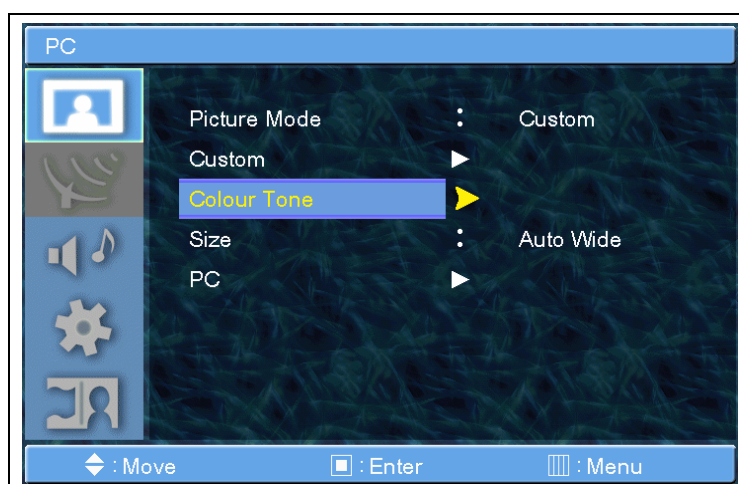 PC
Picture Mode : Custom
Custom
Colour Tone
Size : Auto Wide
PC
: Move : Enter : Menu